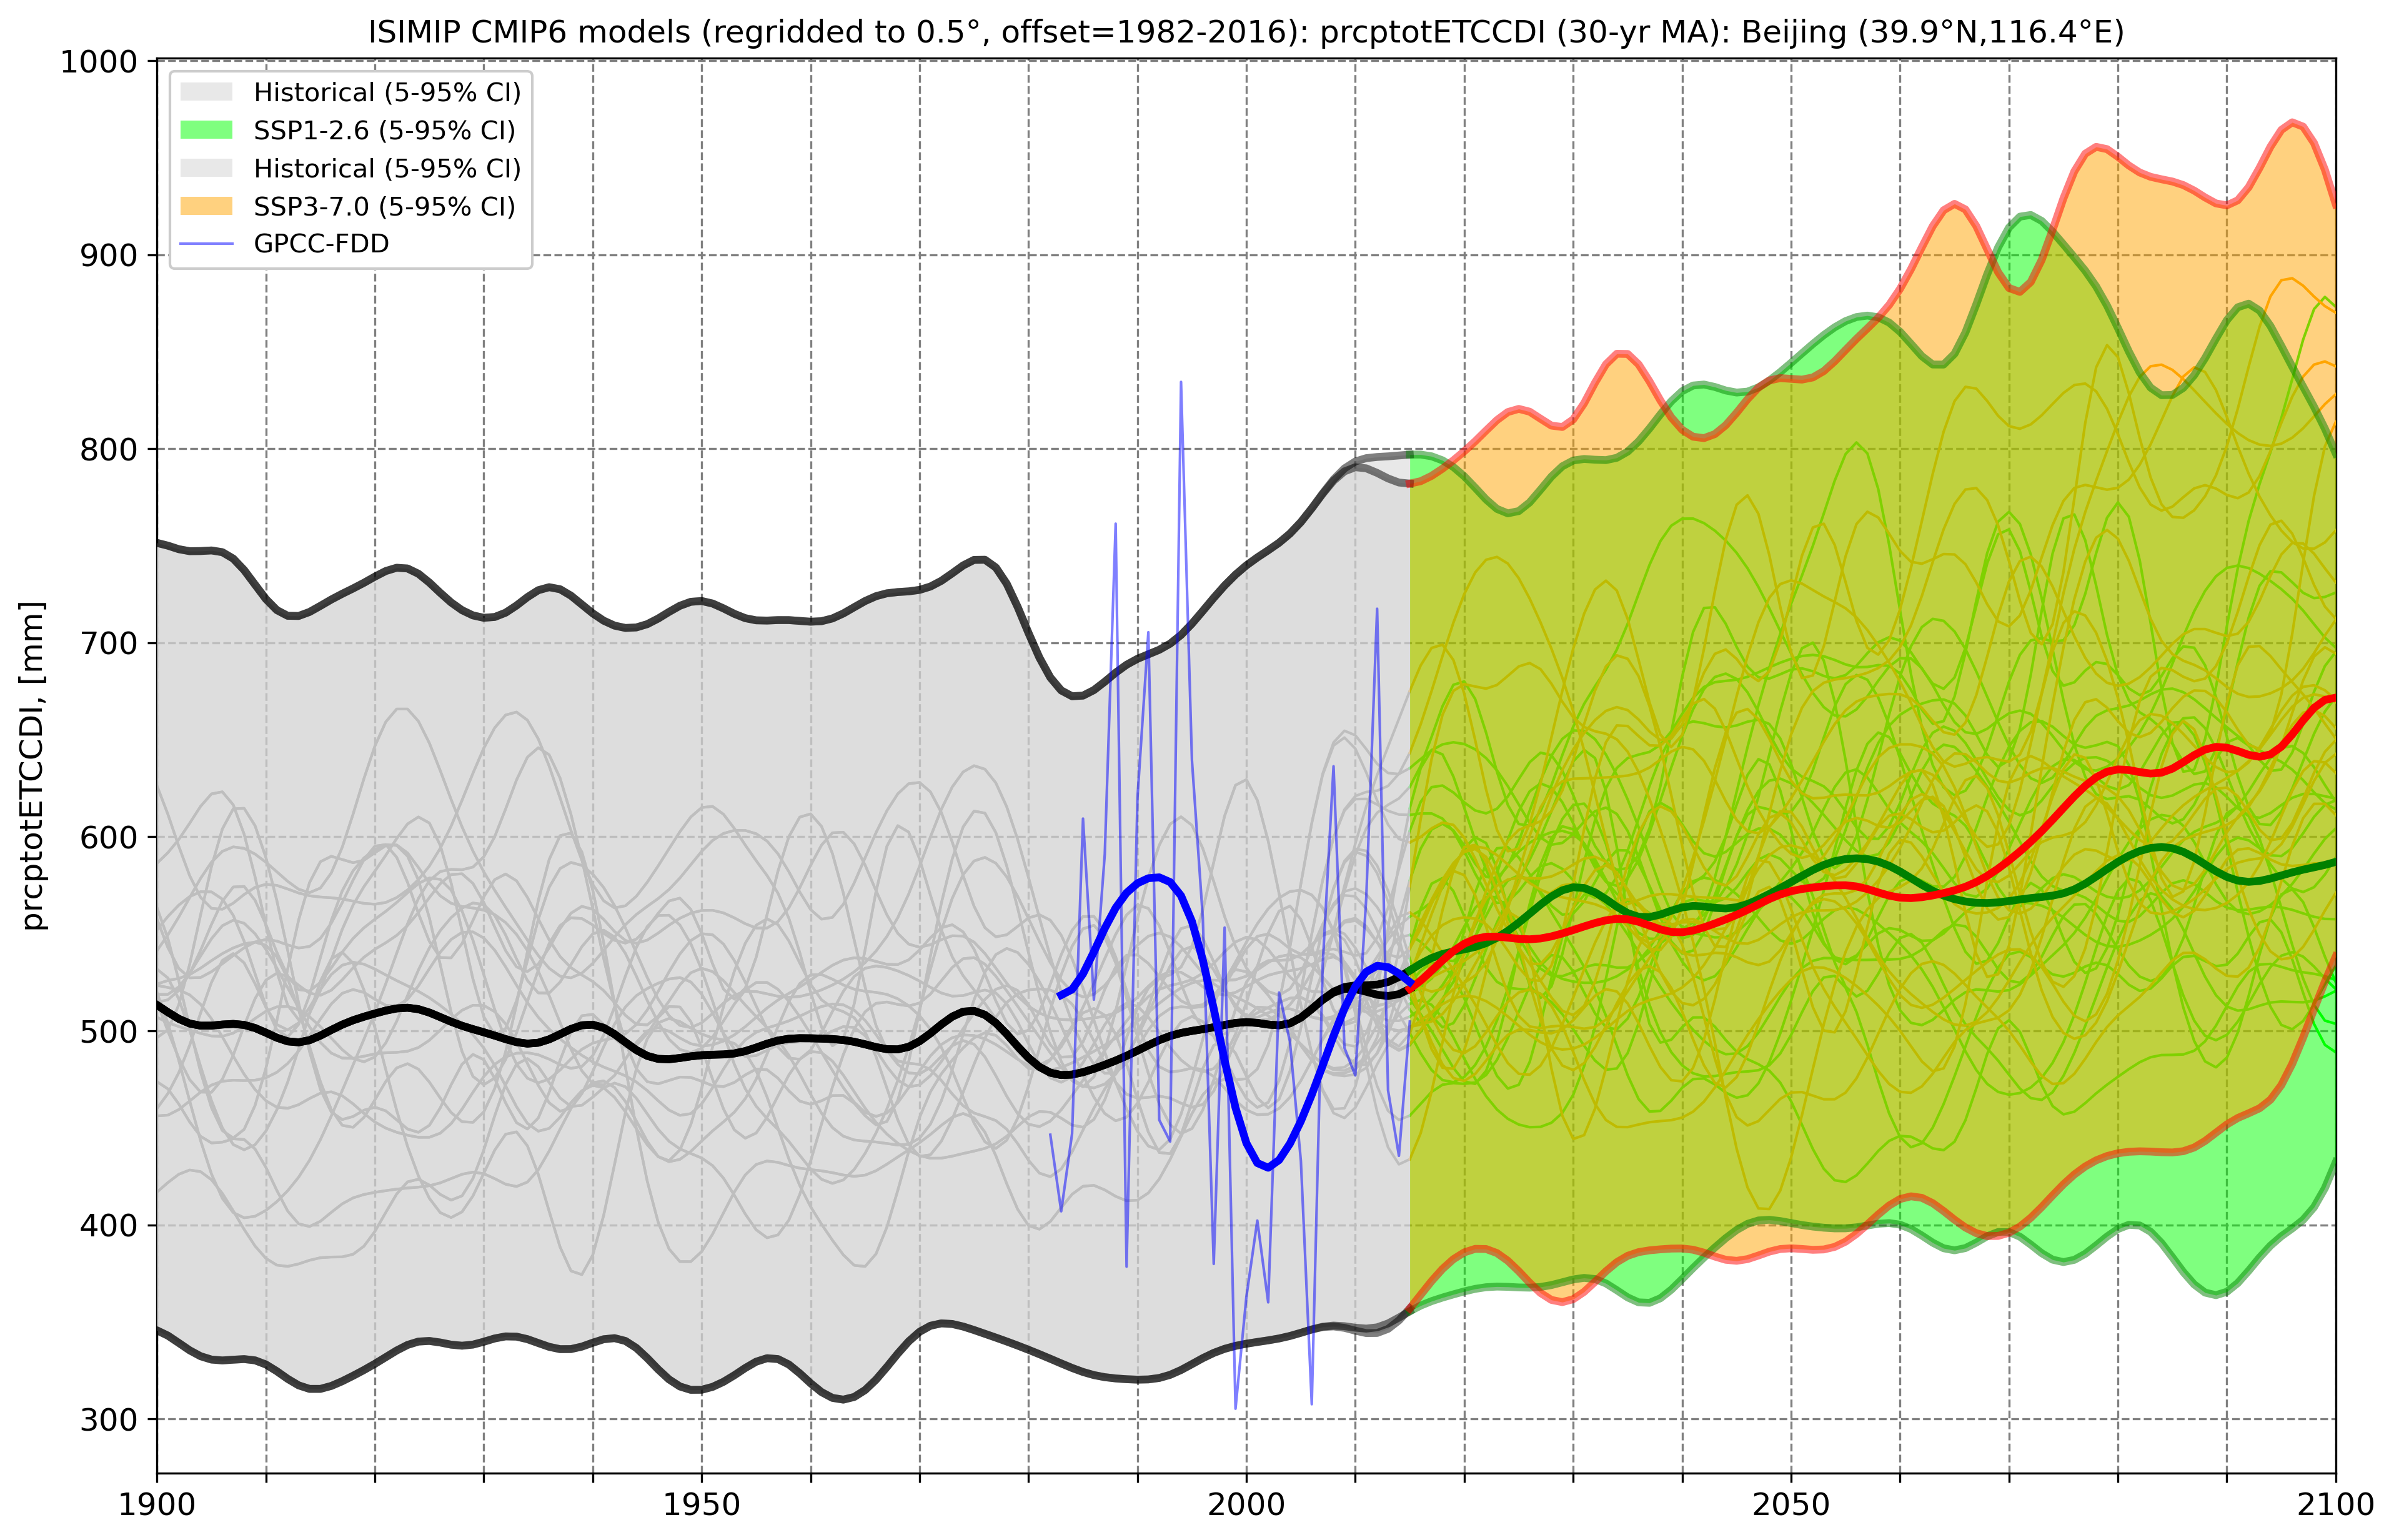 ISIMIP CMIP6 models (regridded to 0.5°, offset=1982-2016): prcptotETCCDI (30-yr MA): Beijing (39.9°N,116.4°E)
1000
900
800
700
600
500
400
300
prcptotETCCDI, [mm]
Historical (5-95% CI)
SSP1-2.6 (5-95% CI)
Historical (5-95% CI)
SSP3-7.0 (5-95% CI)
GPCC-FDD
1900 1950 2000 2050 2100